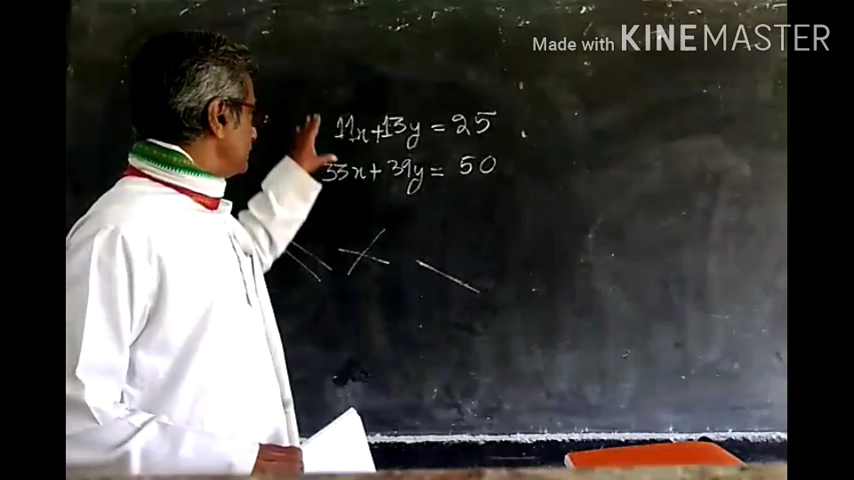 Made with KINEMASTER
11x+13y = 25
33x+ 39y = 50